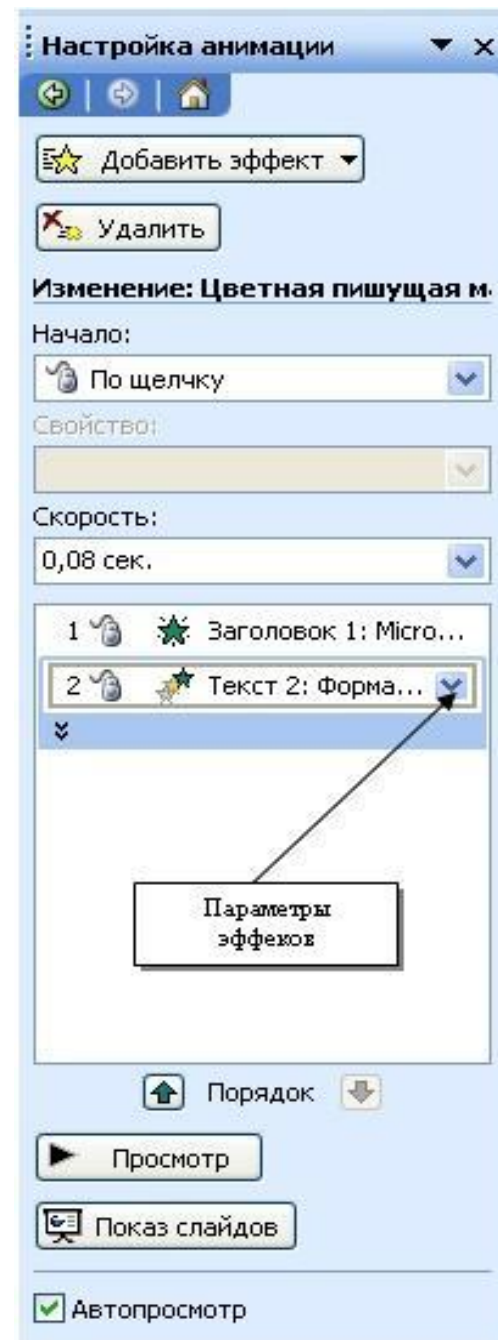 Настройка анимации
Добавить эффект
Удалить
Изменение: Цветная пишущая м
Начало:
По щелчку
Свойство:
Скорость:
0,08 сек.
1 Заголовок 1: Micro...
2 Текст 2: Форма...
Параметры
эффеков
Порядок
Просмотр
Показ слайдов
Автопросмотр